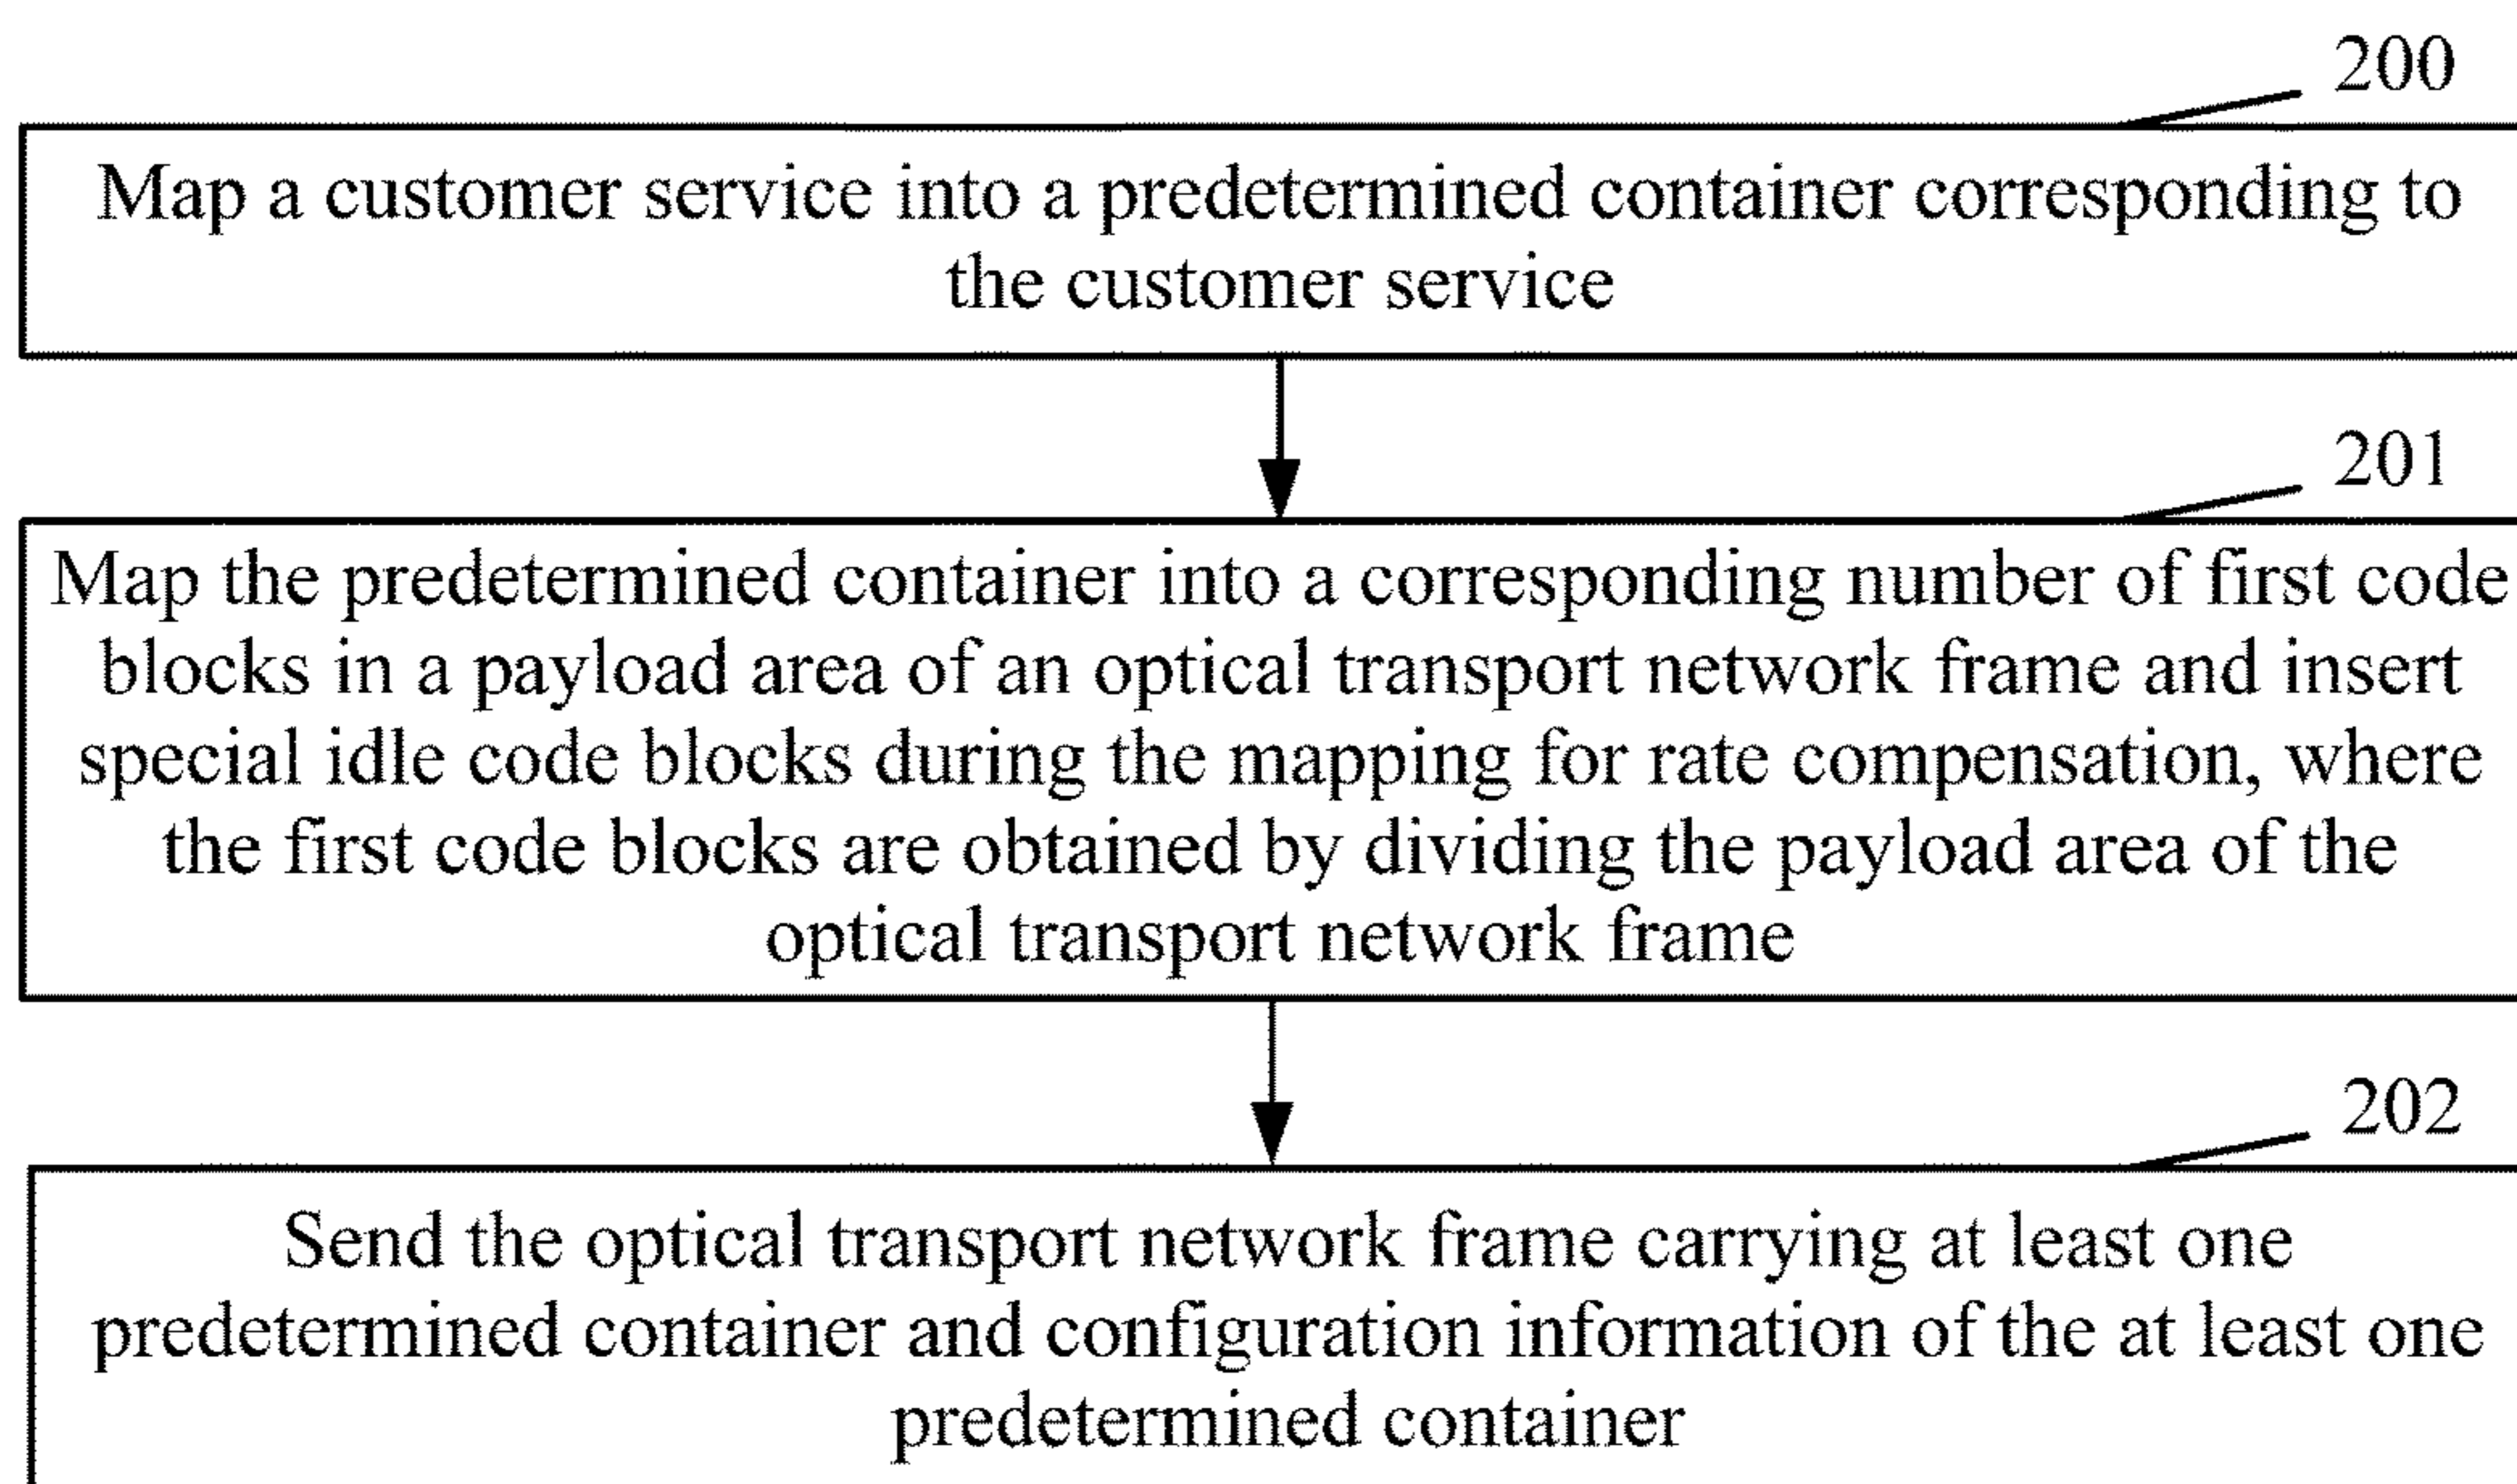 200
Map a customer service into a predetermined container corresponding to
the customer service
201
Map the predetermined container into a corresponding number of first code
blocks in a payload area of an optical transport network frame and insert
special idle code blocks during the mapping for rate compensation, where
the first code blocks are obtained by dividing the payload area of the
optical transport network frame
202
Send the optical transport network frame carrying at least one
predetermined container and configuration information of the at least one
predetermined container